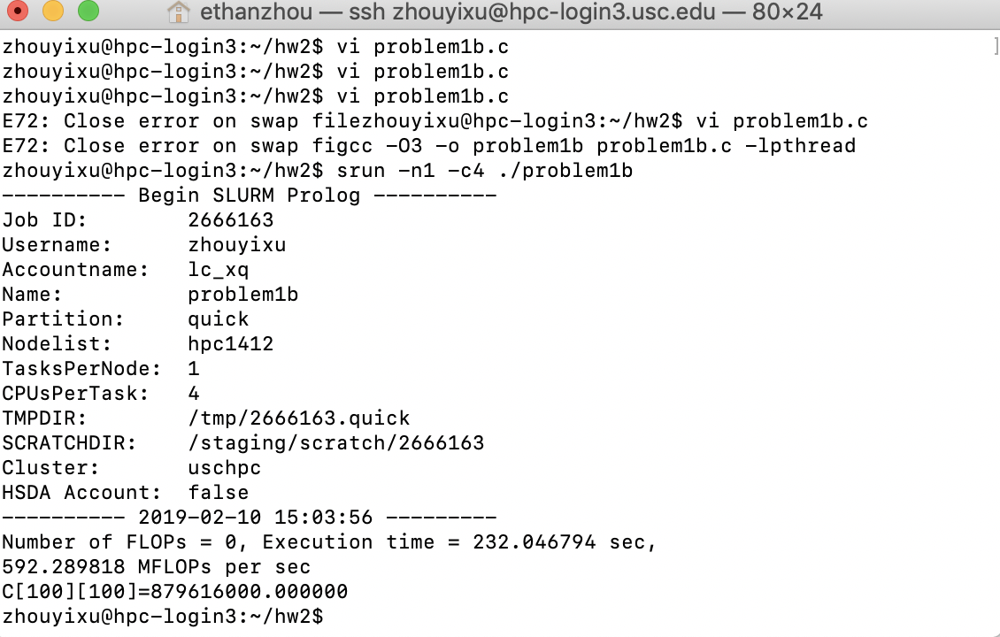 ethanzhou — ssh zhouyixu@hpc-login3.usc.edu — 80×24
zhouyixu@hpc-login3:~/hw2$ vi problem1b.c
zhouyixu@hpc-login3:~/hw2$ vi problem1b.c
zhouyixu@hpc-login3:~/hw2$ vi problem1b.c
E72: Close error on swap filezhouyixu@hpc-login3:~/hw2$ vi problem1b.c
E72: Close error on swap figcc -O3 -o problem1b problem1b.c -lpthread
zhouyixu@hpc-login3:~/hw2$ srun -n1 -c4 ./problem1b
---------- Begin SLURM Prolog ----------
Job ID:        2666163
Username:      zhouyixu
Accountname:   lc_xq
Name:          problem1b
Partition:     quick
Nodelist:      hpc1412
TasksPerNode:  1
CPUsPerTask:   4
TMPDIR:        /tmp/2666163.quick
SCRATCHDIR:    /staging/scratch/2666163
Cluster:       uschpc
HSDA Account:  false
---------- 2019-02-10 15:03:56 ---------
Number of FLOPs = 0, Execution time = 232.046794 sec,
592.289818 MFLOPs per sec
C[100][100]=879616000.000000
zhouyixu@hpc-login3:~/hw2$